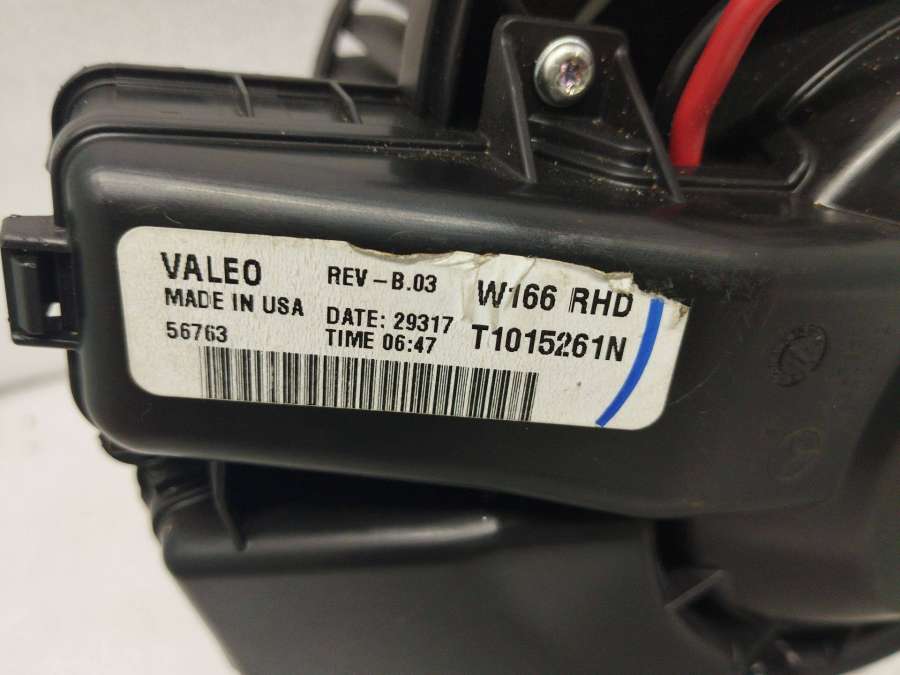 VALEO
MADE IN USA
56763
REV-B.03
DATE: 29317
TIME 06:47
W166 RHD
T1015261N